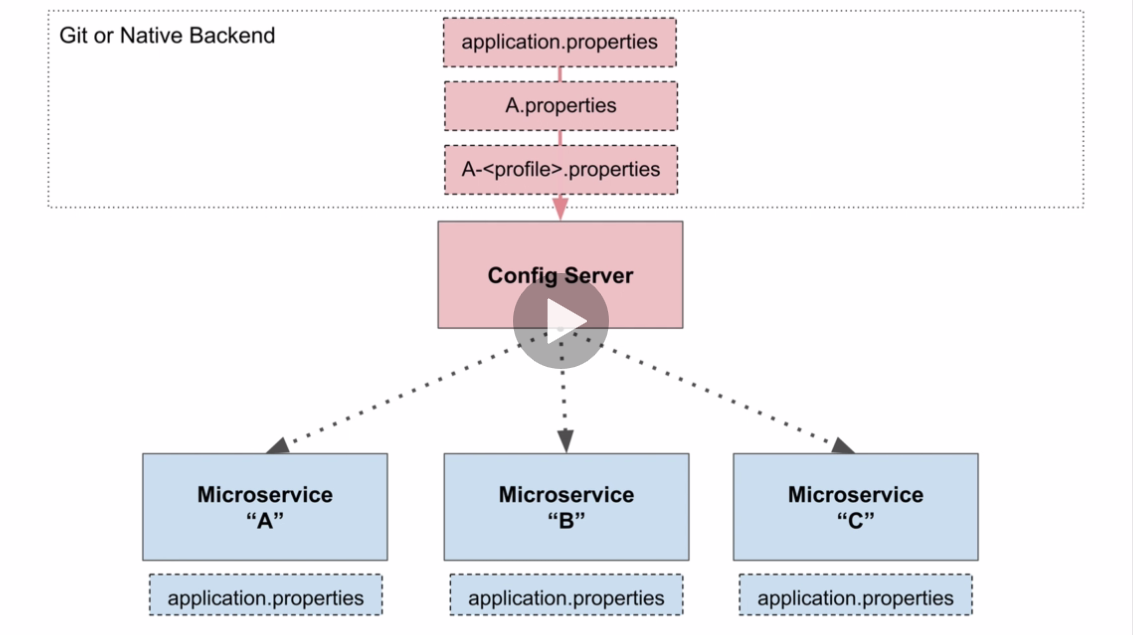 Git or Native Backend
application.properties
A.properties
A-<profile>.properties
Config Server
Microservice
“A”
Microservice
“B”
Microservice
“C”
application.properties
application.properties
application.properties